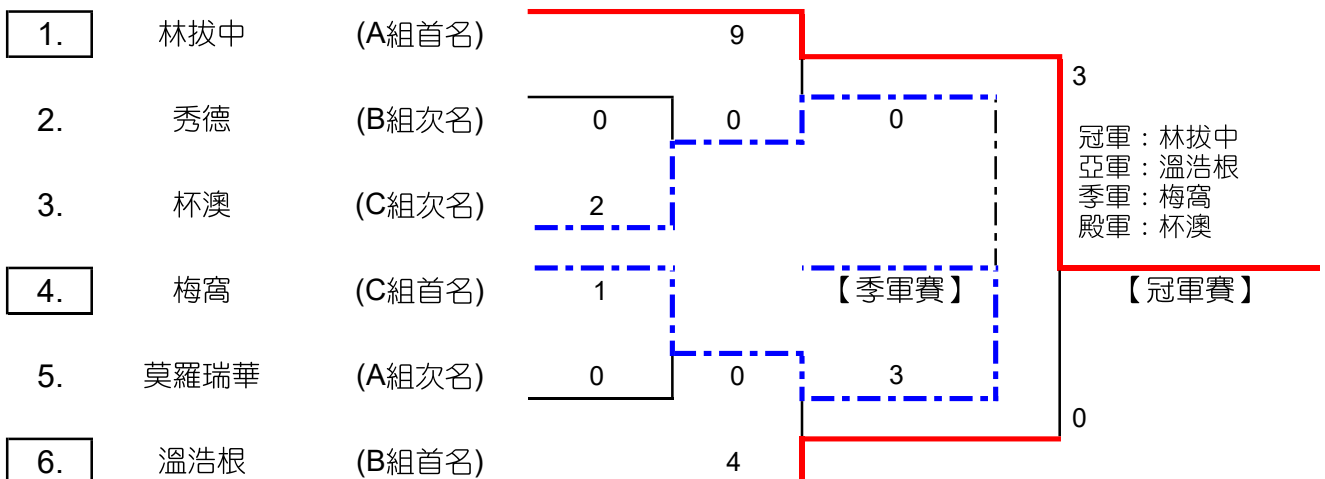 1. 林拔中 (A組首名) 9
3
2. 秀德 (B組次名) 0 0 0
冠軍：林拔中
亞軍：溫浩根
季軍：梅窩
殿軍：杯澳
3. 杯澳 (C組次名) 2
4. 梅窩 (C組首名) 1 【季軍賽】 【冠軍賽】
5. 莫羅瑞華 (A組次名) 0 0 3
0
6. 溫浩根 (B組首名) 4